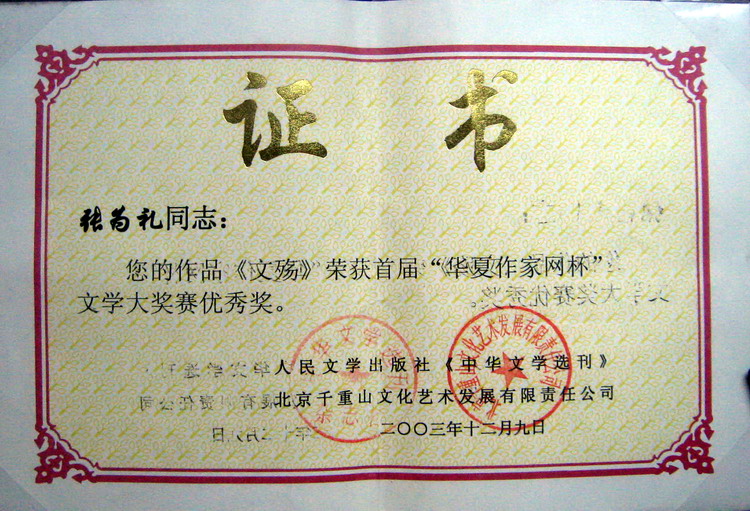 证书
张为礼同志：
您的作品《文殇》荣获首届“华夏作家网杯”
文学大奖赛优秀奖。
人民文学出版社《中华文学选刊》
北京千重山文化艺术发展有限责任公司
二〇〇三年十二月九日